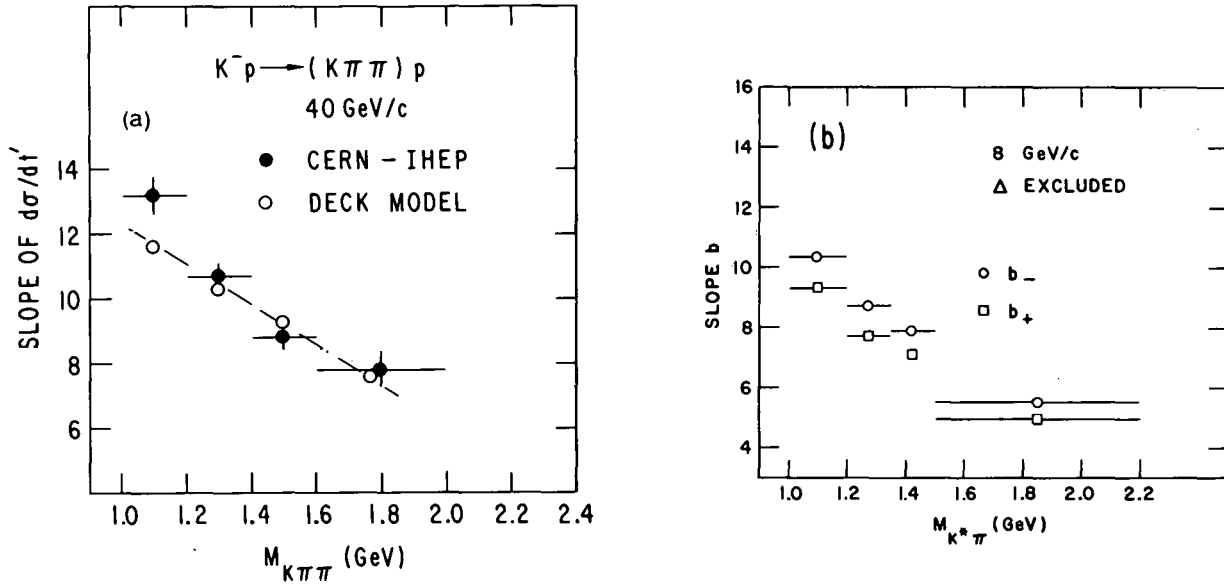 K⁻p → (Kππ) p
40 GeV/c
(a)
● CERN – IHEP
○ DECK MODEL
SLOPE OF dσ/dt′
14
12
10
8
6
1.0 1.2 1.4 1.6 1.8 2.0 2.2 2.4
M_Kππ (GeV)
(b)
8 GeV/c
Δ EXCLUDED
○ b₋
□ b₊
SLOPE b
16
14
12
10
8
6
4
1.0 1.2 1.4 1.6 1.8 2.0 2.2
M_K*π (GeV)